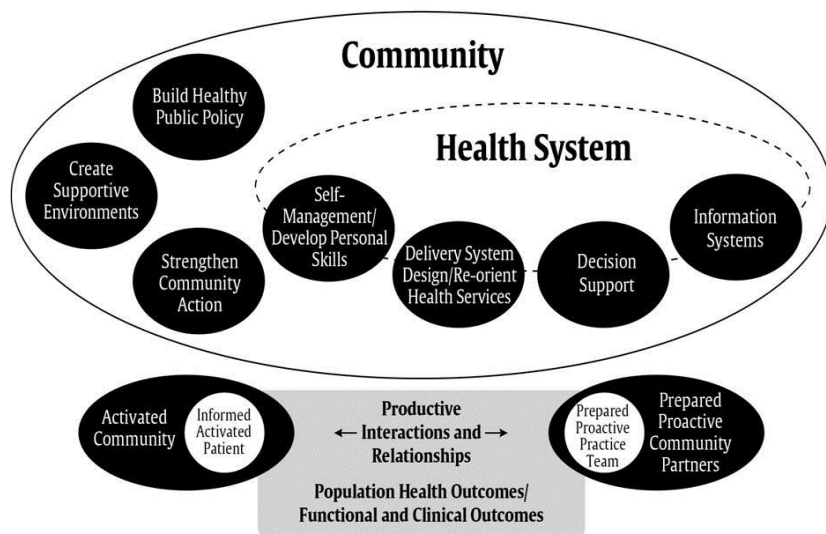 Community
Build Healthy
Public Policy
Health System
Create
Supportive
Environments
Self-
Management/
Develop Personal
Skills
Information
Systems
Strengthen
Community
Action
Delivery System
Design/Re-orient
Health Services
Decision
Support
Activated
Community
Informed
Activated
Patient
Productive
Interactions and
Relationships
Prepared
Proactive
Practice
Team
Prepared
Proactive
Community
Partners
Population Health Outcomes/
Functional and Clinical Outcomes